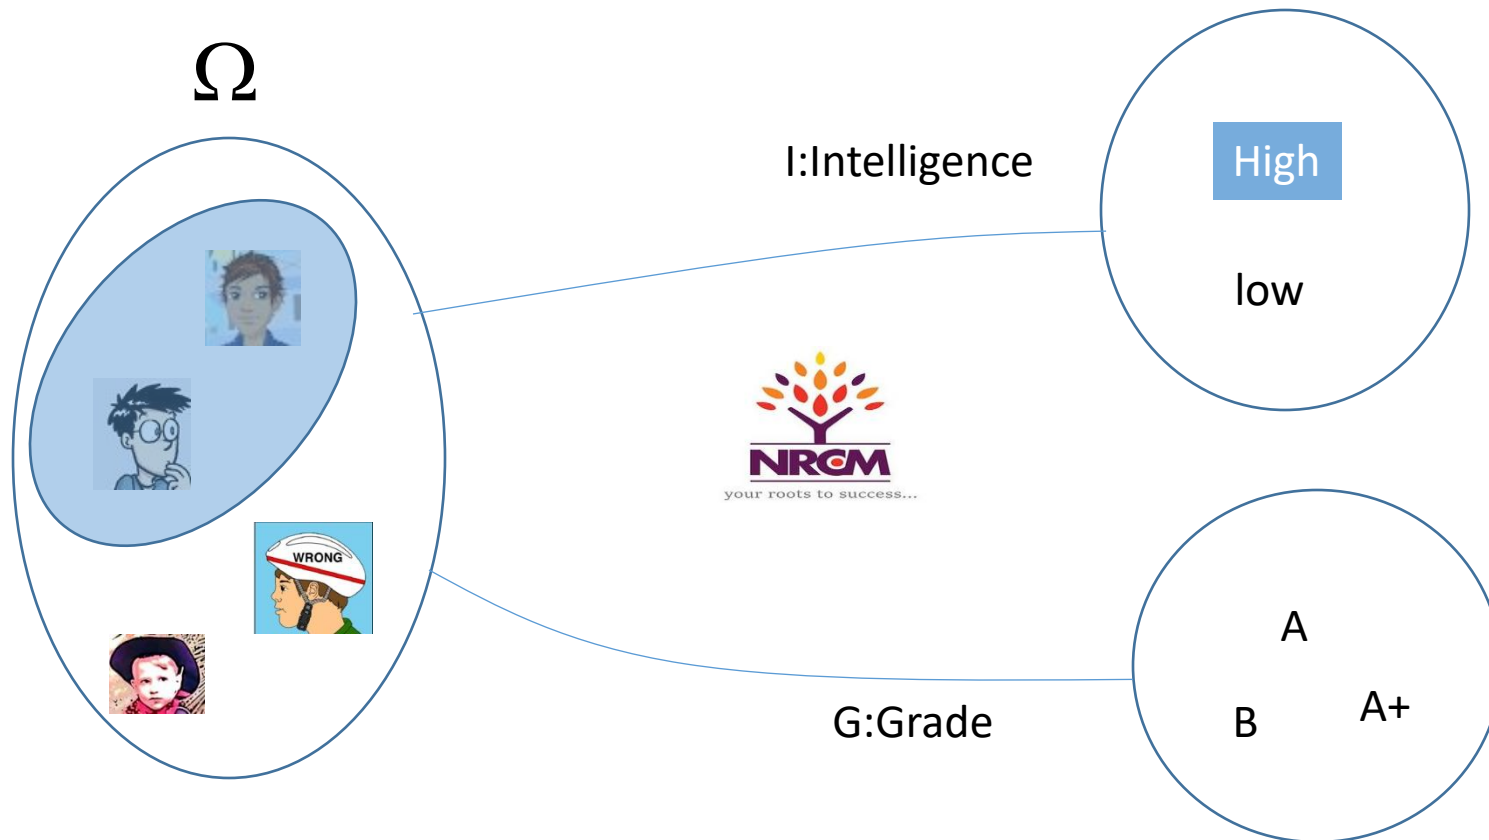 Ω
I:Intelligence
High
low
NRCM
your roots to success...
WRONG
A
A+
B
G:Grade